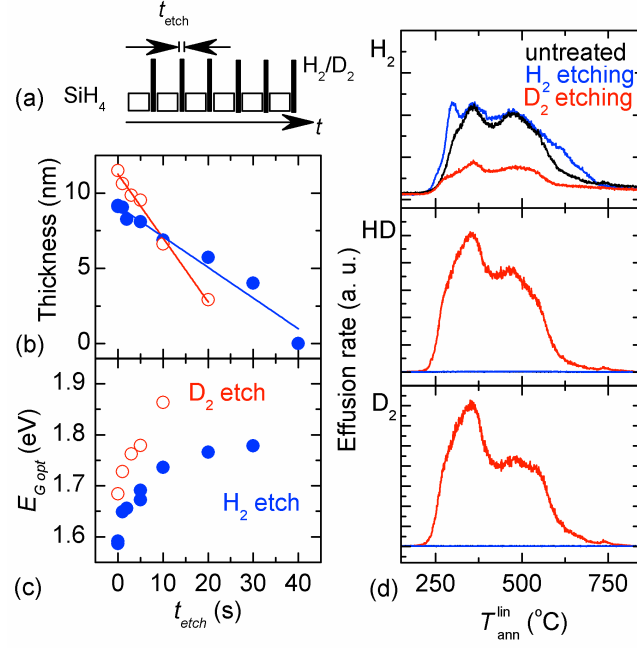 t_etch
H₂/D₂
(a)
SiH₄
t
Thickness (nm)
10
5
0
(b)
E_G opt (eV)
1.9
1.8
1.7
1.6
D₂ etch
H₂ etch
(c)
0
10
20
30
40
t_etch (s)
H₂
untreated
H₂ etching
D₂ etching
HD
Effusion rate (a. u.)
D₂
(d)
250
500
750
T_ann^lin (°C)